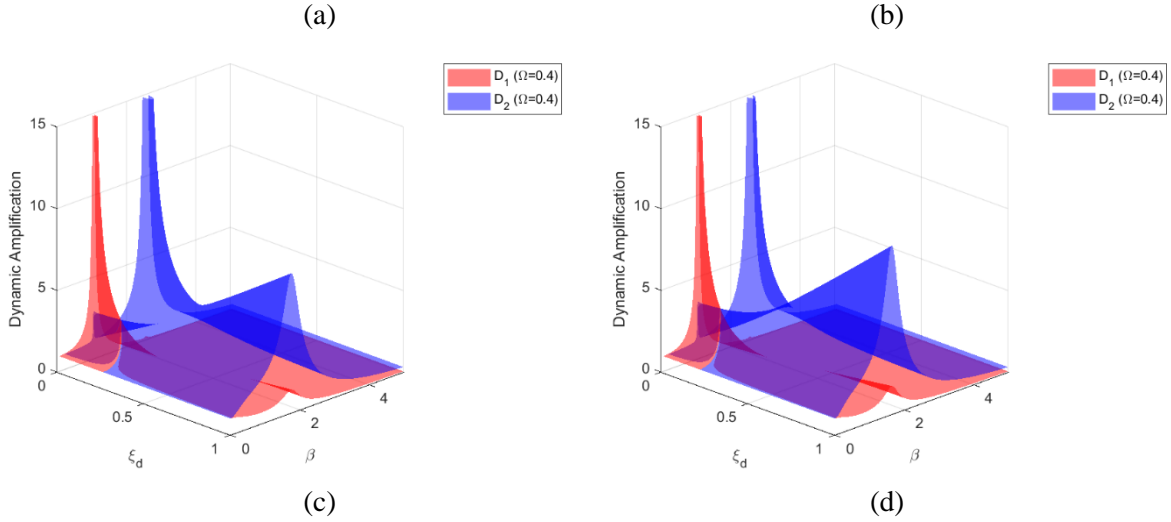 (a)
(b)
D1 (Ω=0.4)
D2 (Ω=0.4)
Dynamic Amplification
15
10
5
0
0
0.5
1
ξd
0
2
4
β
D1 (Ω=0.4)
D2 (Ω=0.4)
Dynamic Amplification
15
10
5
0
0
0.5
1
ξd
0
2
4
β
(c)
(d)